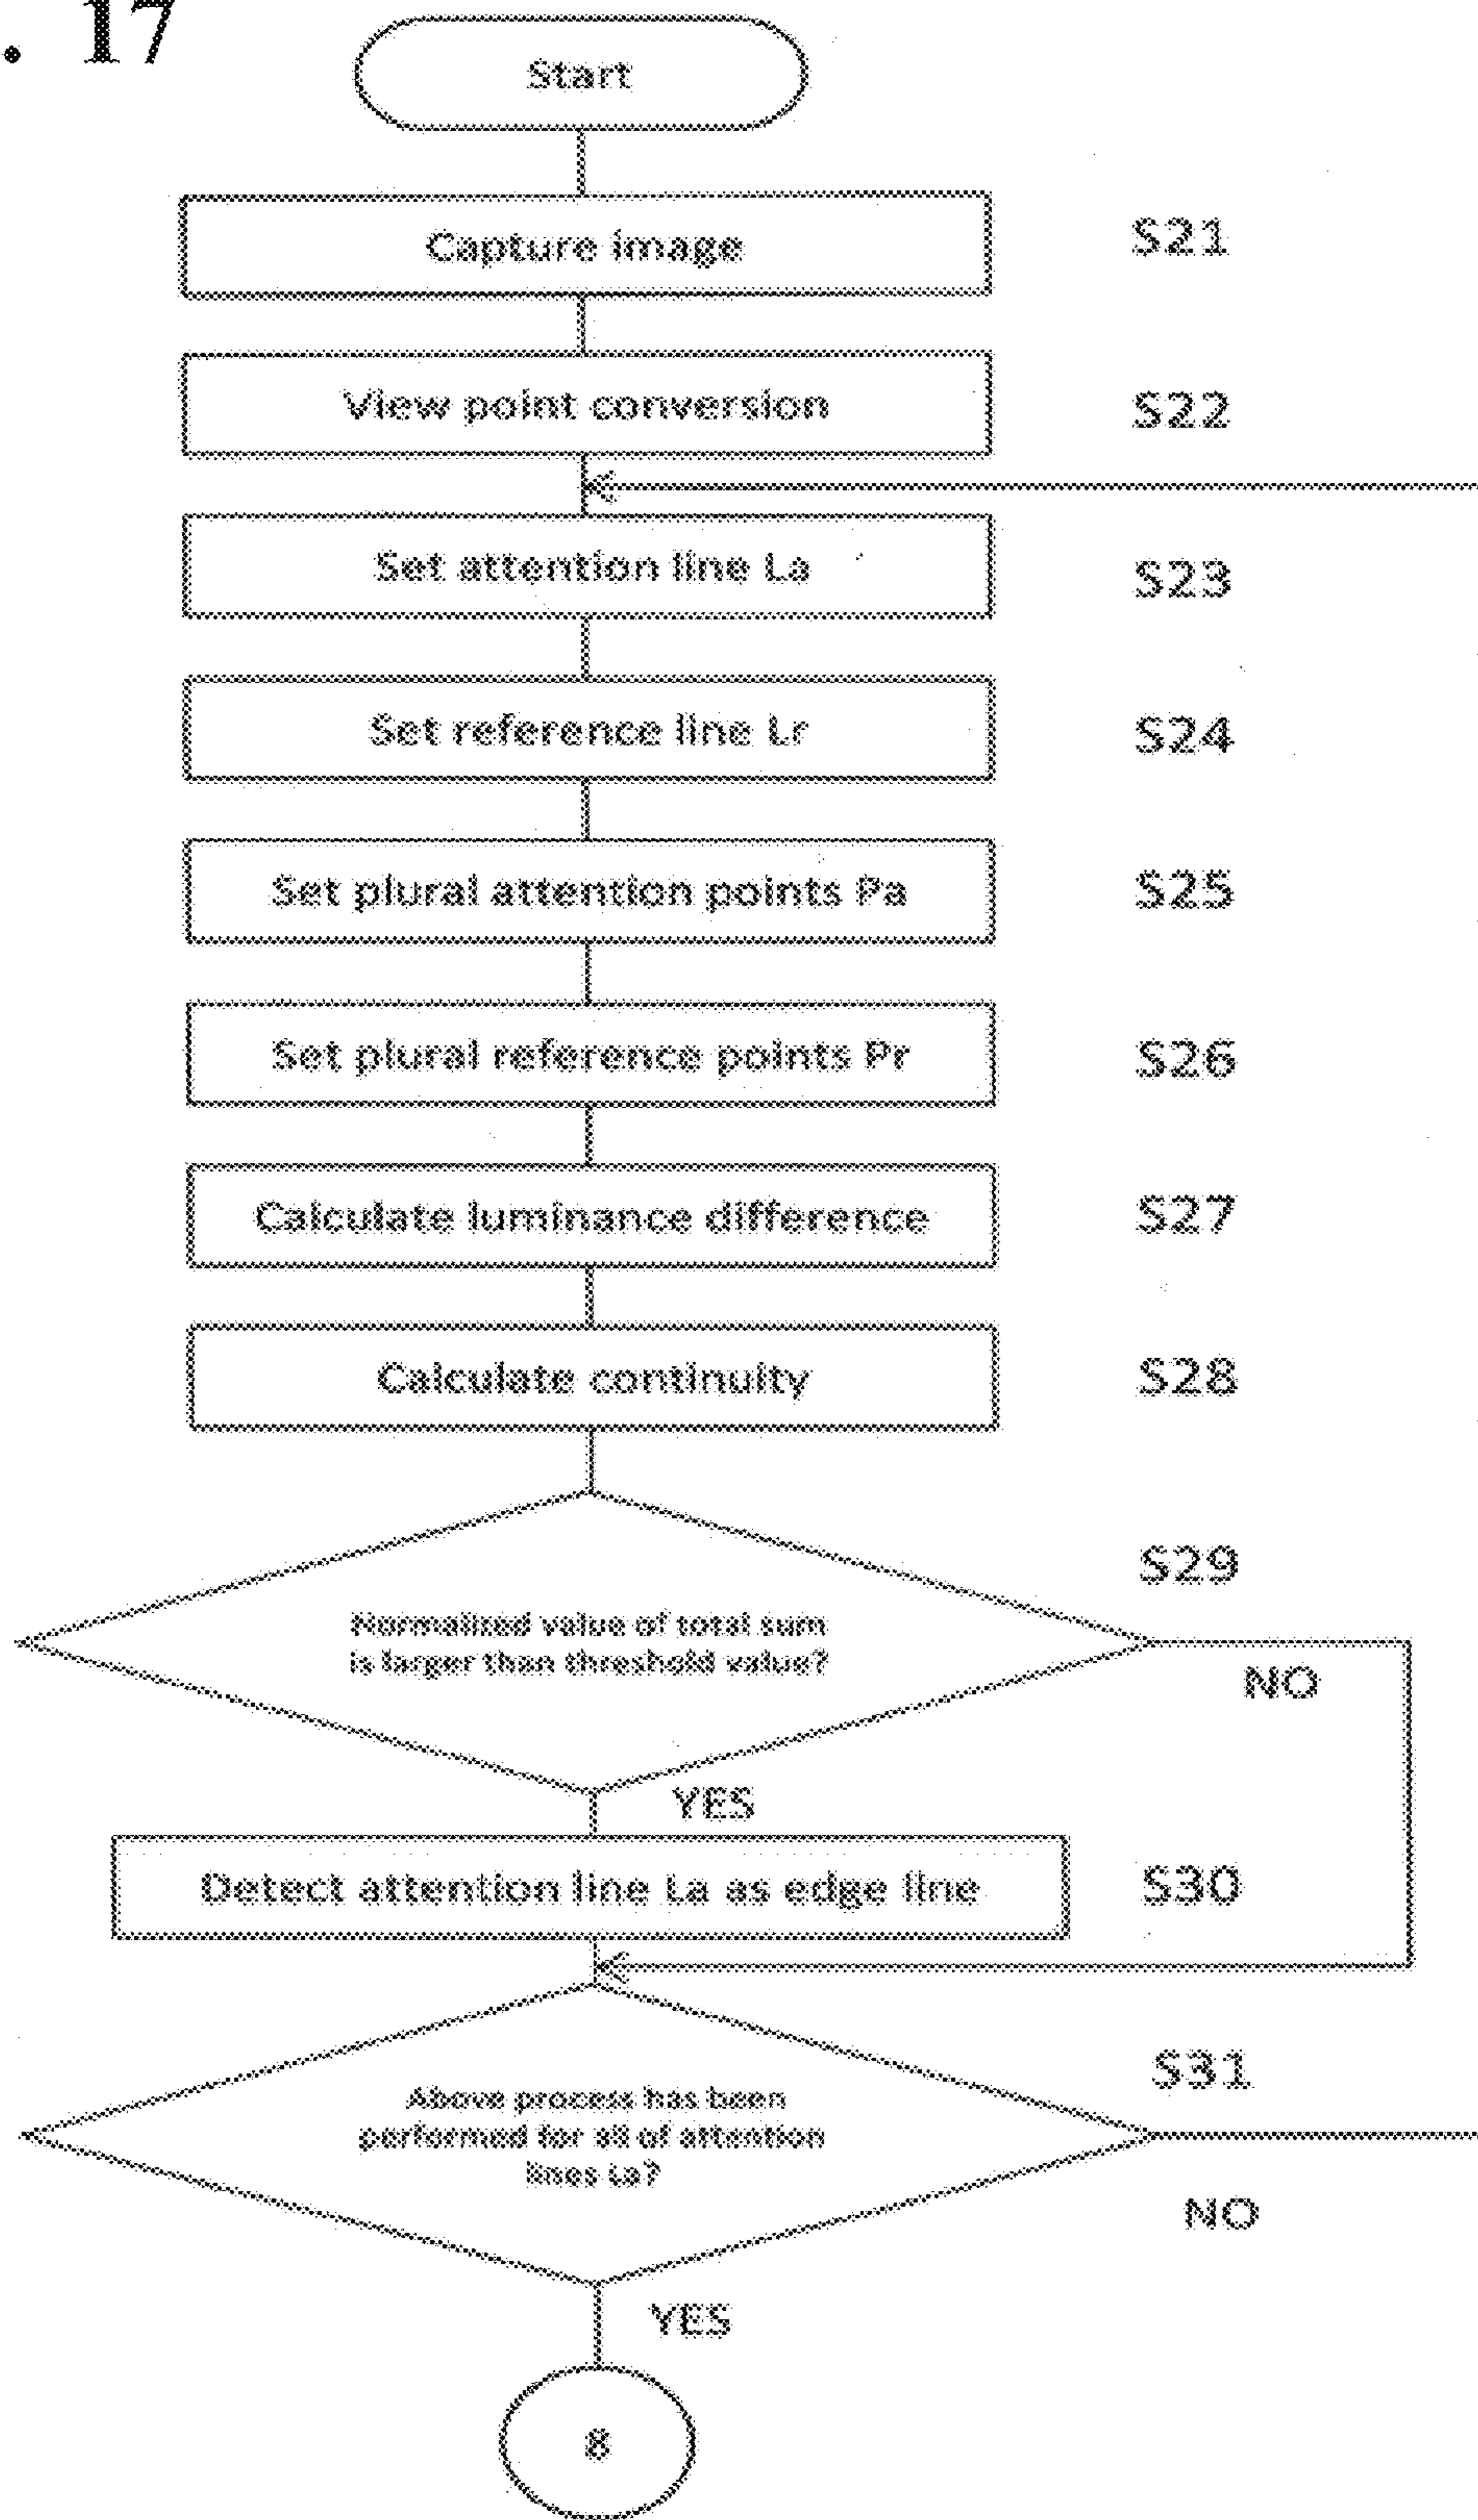 . 17
Start
Capture image
S21
View point conversion
S22
Set attention line La
S23
Set reference line Lr
S24
Set plural attention points Pa
S25
Set plural reference points Pr
S26
Calculate luminance difference
S27
Calculate continuity
S28
S29
Normalized value of total sum
is larger than threshold value?
NO
YES
Detect attention line La as edge line
S30
S31
Above process has been
performed for all of attention
lines La?
NO
YES
8